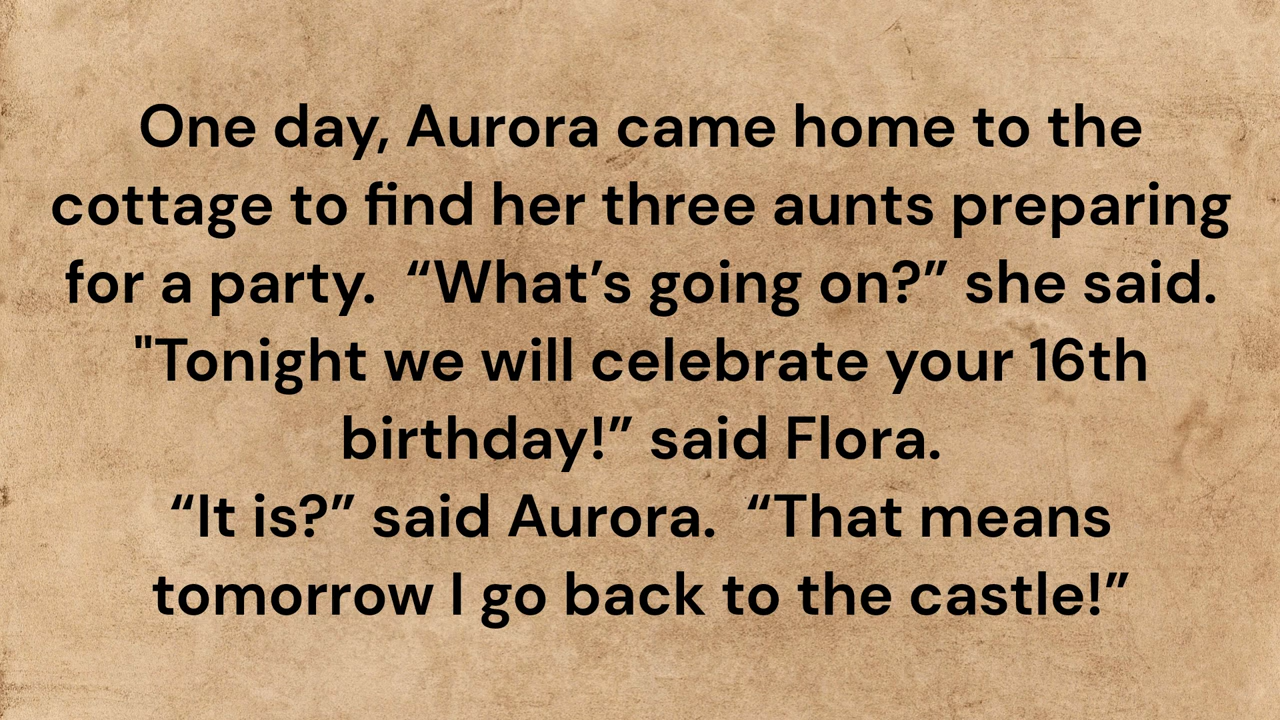 One day, Aurora came home to the
cottage to find her three aunts preparing
for a party.  “What’s going on?” she said.
"Tonight we will celebrate your 16th
birthday!” said Flora.
“It is?” said Aurora.  “That means
tomorrow I go back to the castle!”